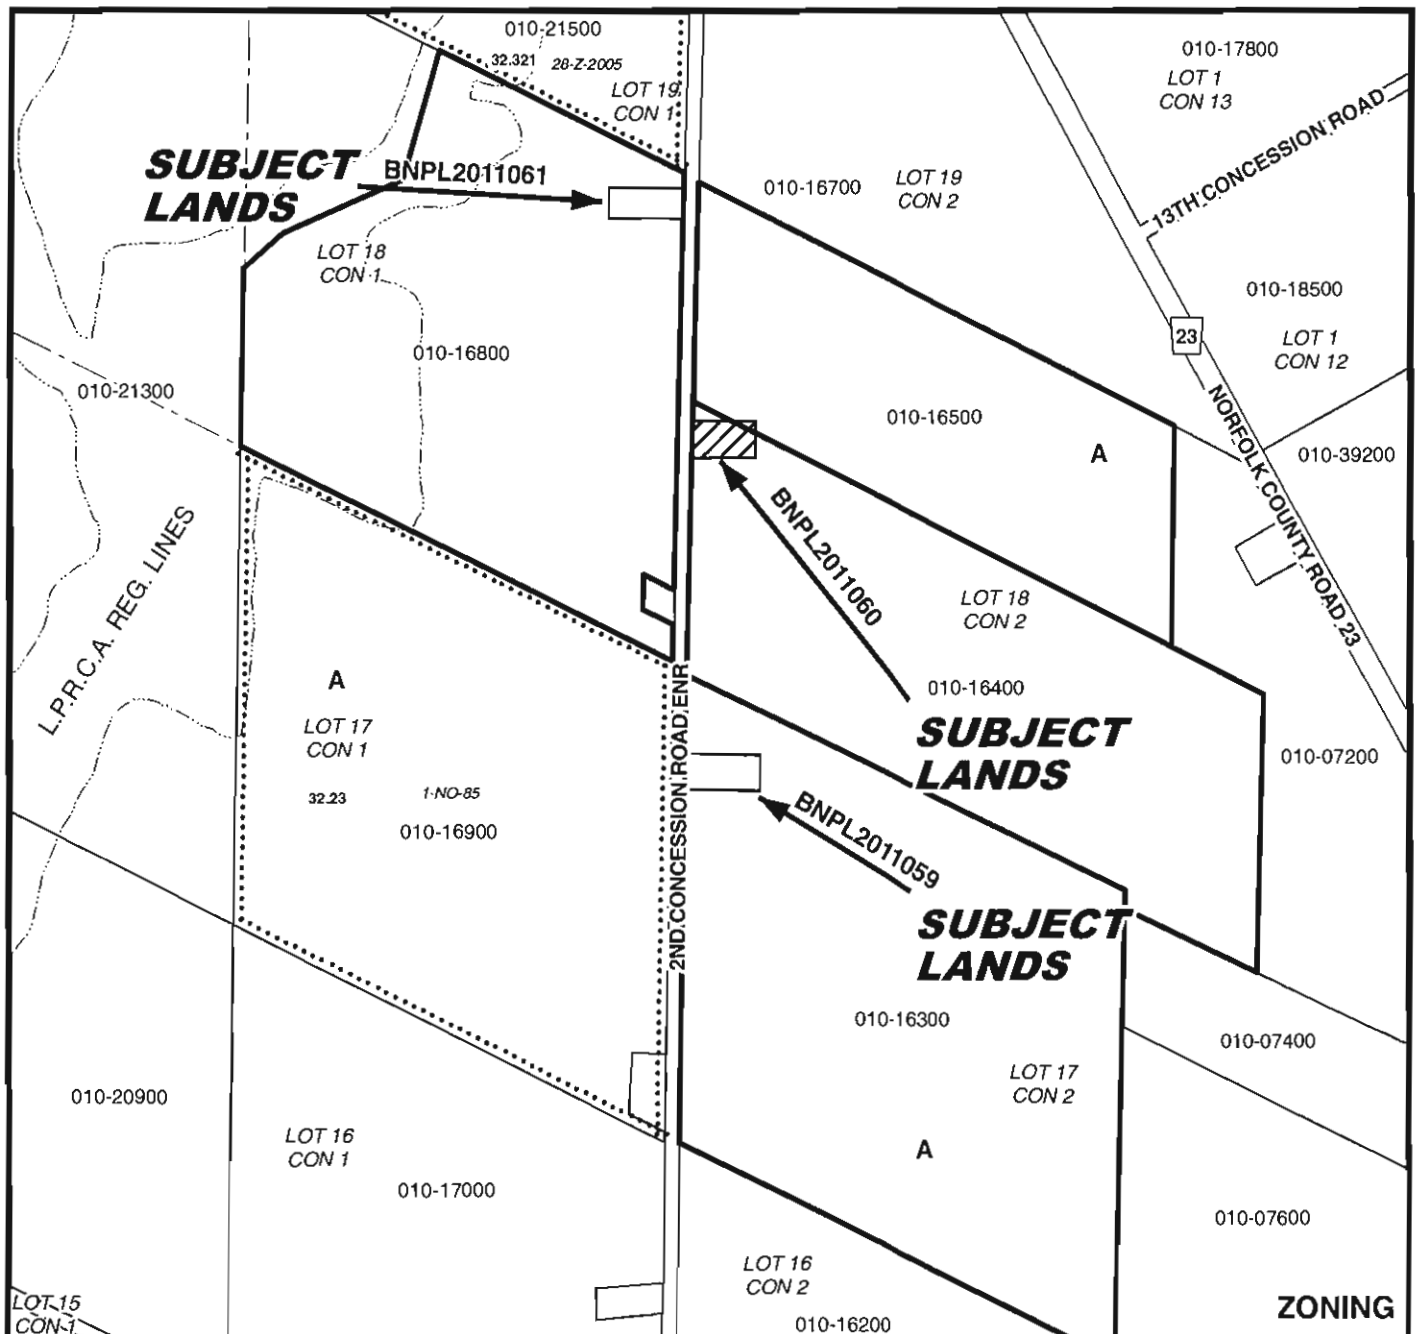 010-21500
32.321 28-Z-2005
LOT 19
CON 1
010-17800
LOT 1
CON 13
13TH CONCESSION ROAD
SUBJECT
LANDS
BNPL2011061
010-16700
LOT 19
CON 2
LOT 18
CON 1
010-18500
23
LOT 1
CON 12
010-16800
010-21300
010-16500
A
NORFOLK COUNTY ROAD 23
010-39200
L.P.R.C.A. REG. LINES
BNPL2011060
LOT 18
CON 2
A
010-16400
SUBJECT
LANDS
LOT 17
CON 1
010-07200
32.23
1-NO-85
010-16900
2ND CONCESSION ROAD ENR
BNPL2011059
SUBJECT
LANDS
010-16300
010-07400
LOT 17
CON 2
010-20900
LOT 16
CON 1
A
010-17000
010-07600
LOT 16
CON 2
LOT 15
CON 1
ZONING
010-16200